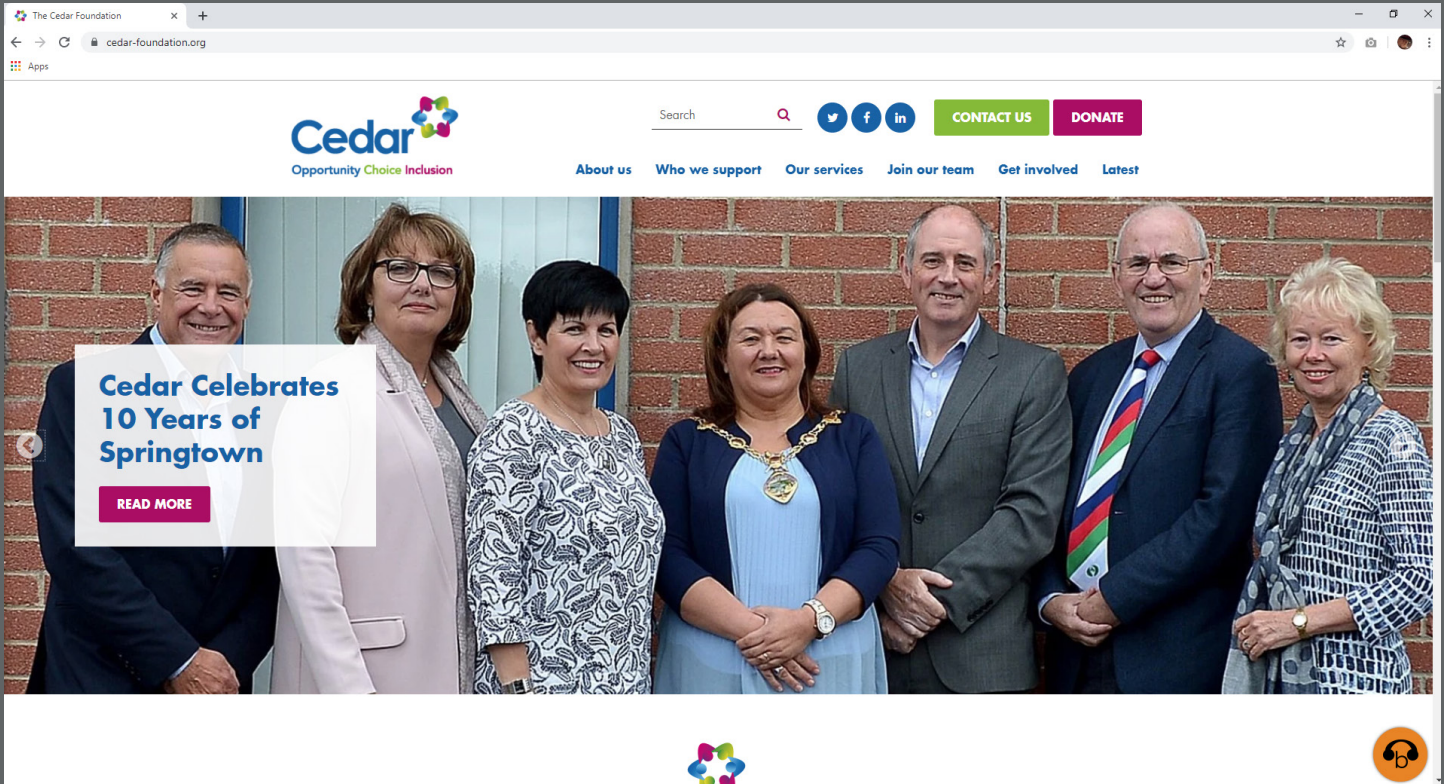 The Cedar Foundation
cedar-foundation.org
Apps
Cedar
Opportunity Choice Inclusion
Search
CONTACT US
DONATE
About us
Who we support
Our services
Join our team
Get involved
Latest
Cedar Celebrates
10 Years of
Springtown
READ MORE
b